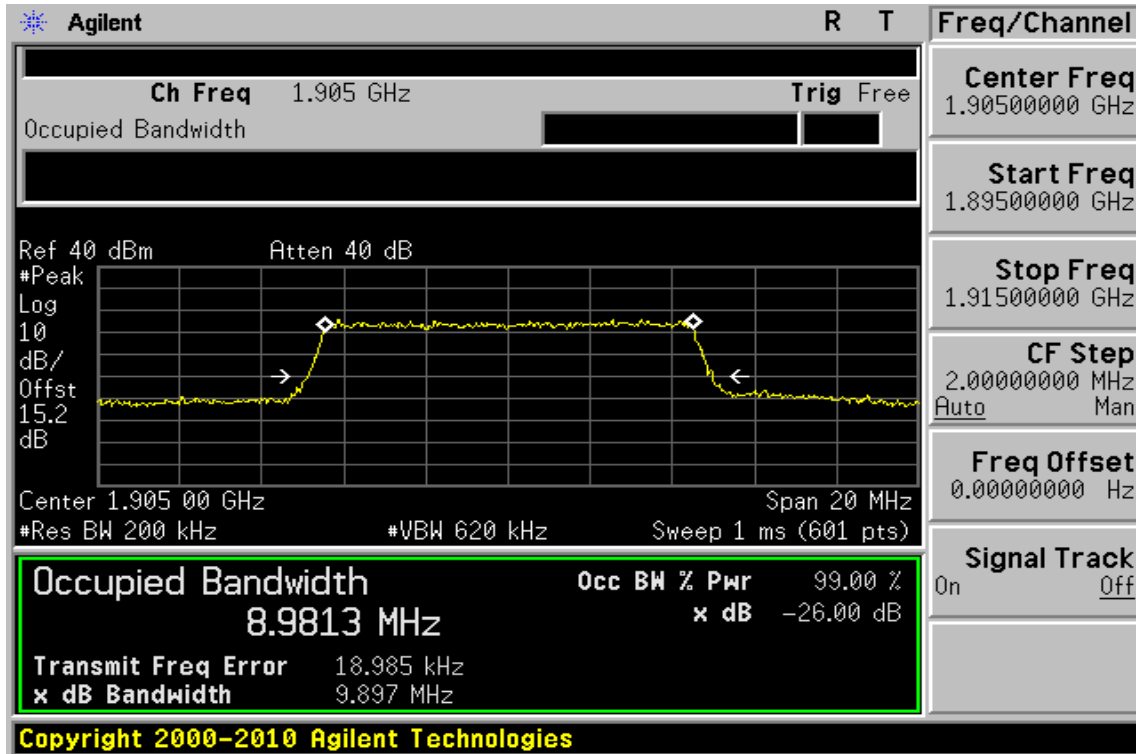 Agilent R T
Ch Freq 1.905 GHz Trig Free
Occupied Bandwidth
Ref 40 dBm Atten 40 dB
#Peak
Log
10
dB/
Offst
15.2
dB
Center 1.905 00 GHz Span 20 MHz
#Res BW 200 kHz #VBW 620 kHz Sweep 1 ms (601 pts)
Occupied Bandwidth Occ BW % Pwr 99.00 %
8.9813 MHz x dB -26.00 dB
Transmit Freq Error 18.985 kHz
x dB Bandwidth 9.897 MHz
Copyright 2000-2010 Agilent Technologies
Freq/Channel
Center Freq
1.90500000 GHz
Start Freq
1.89500000 GHz
Stop Freq
1.91500000 GHz
CF Step
2.00000000 MHz
Auto Man
Freq Offset
0.00000000 Hz
Signal Track
On Off